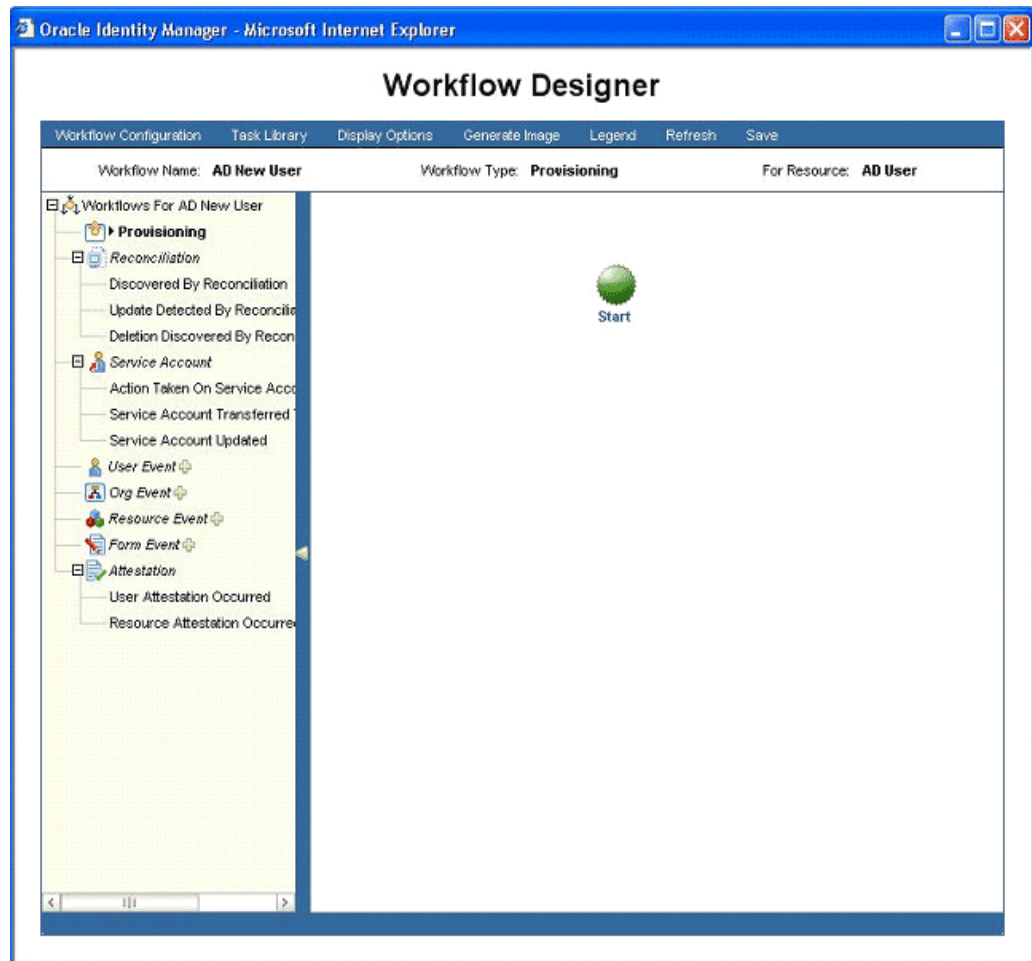 Oracle Identity Manager - Microsoft Internet Explorer
Workflow Designer
Workflow Configuration Task Library Display Options Generate Image Legend Refresh Save
Workflow Name: AD New User Workflow Type: Provisioning For Resource: AD User
Workflows For AD New User
Provisioning
Reconciliation
Discovered By Reconciliation
Update Detected By Reconcilia
Deletion Discovered By Recon
Service Account
Action Taken On Service Acco
Service Account Transferred
Service Account Updated
User Event
Org Event
Resource Event
Form Event
Attestation
User Attestation Occurred
Resource Attestation Occurre
Start